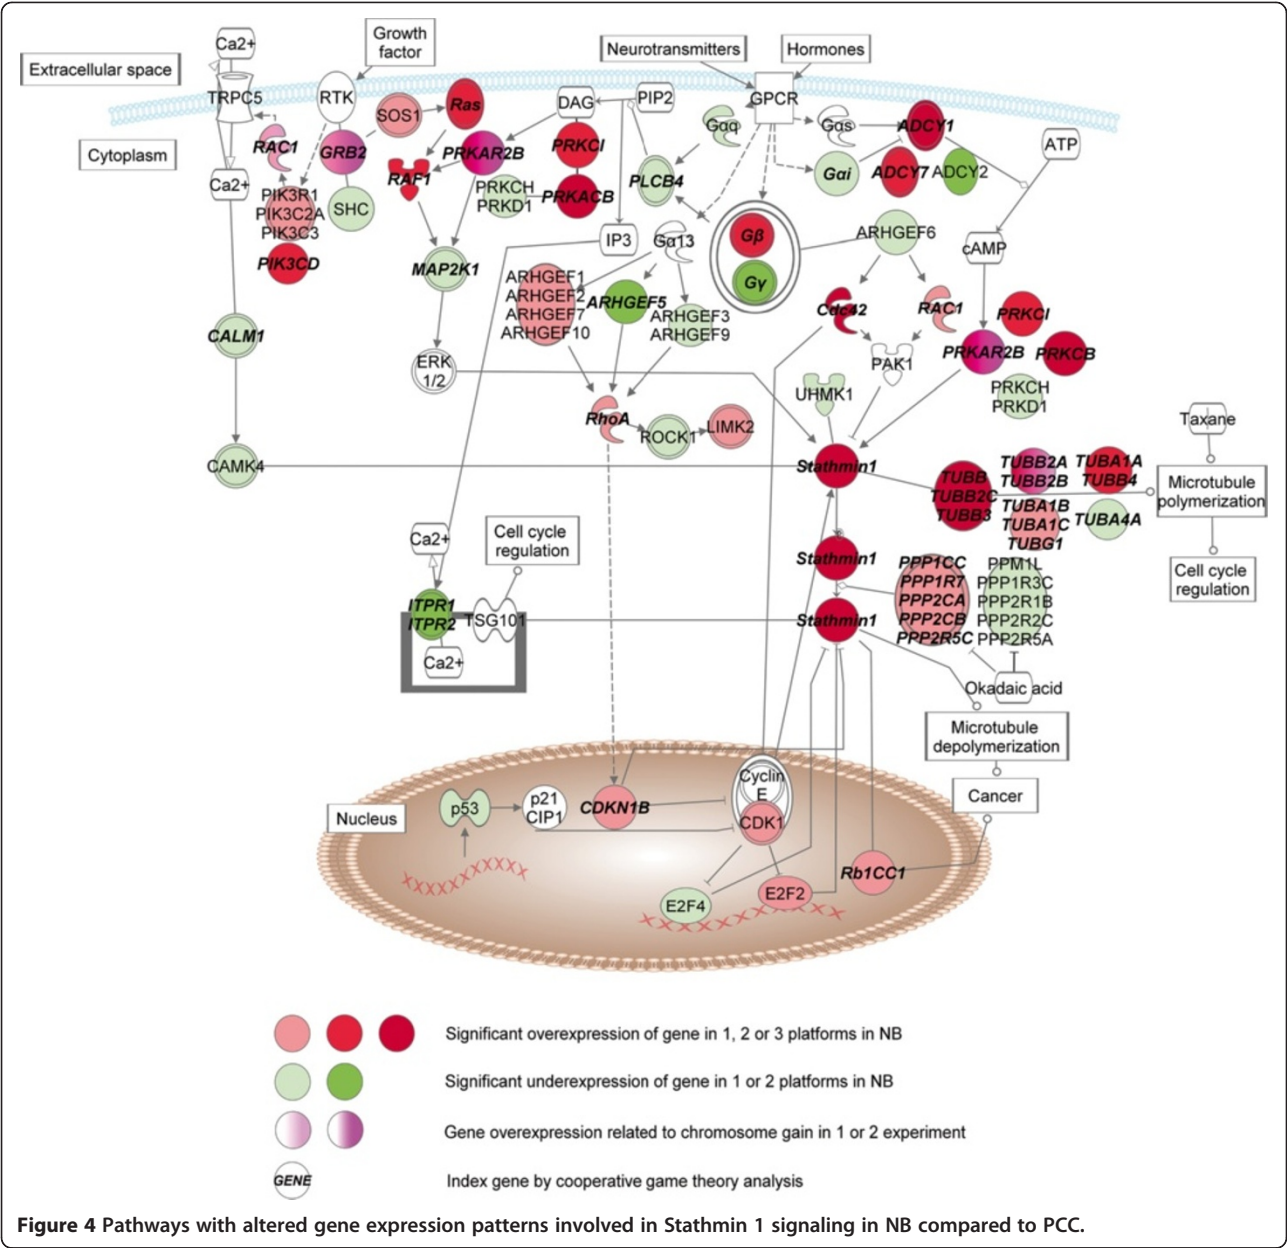 Ca2+
Growth
factor
Neurotransmitters
Hormones
Extracellular space
TRPC5
RTK
SOS1
Ras
DAG
PIP2
GPCR
Gαq
Gαs
ADCY1
ATP
Cytoplasm
RAC1
GRB2
RAF1
PRKAR2B
PRKCI
PLCB4
Gαi
ADCY7
ADCY2
Ca2+
PIK3R1
PIK3C2A
PIK3C3
SHC
PRKCH
PRKD1
PRKACB
PIK3CD
MAP2K1
IP3
Gα13
Gβ
Gγ
ARHGEF6
cAMP
ARHGEF1
ARHGEF2
ARHGEF7
ARHGEF10
ARHGEF5
ARHGEF3
ARHGEF9
Cdc42
RAC1
PRKCI
CALM1
PRKAR2B
PRKCB
ERK
1/2
PAK1
UHMK1
PRKCH
PRKD1
RhoA
ROCK1
LIMK2
Taxane
CAMK4
Stathmin1
TUBB
TUBB2C
TUBB3
TUBB2A
TUBB2B
TUBA1A
TUBB4
TUBA1B
TUBA1C
TUBG1
TUBA4A
Microtubule
polymerization
Ca2+
Cell cycle
regulation
Stathmin1
PPP1CC
PPP1R7
PPP2CA
PPP2CB
PPP2R5C
PPM1L
PPP1R3C
PPP2R1B
PPP2R2C
PPP2R5A
Cell cycle
regulation
ITPR1
ITPR2
TSG101
Stathmin1
Ca2+
Okadaic acid
Microtubule
depolymerization
Cancer
Nucleus
p53
p21
CIP1
CDKN1B
Cyclin
E
CDK1
Rb1CC1
E2F4
E2F2
Significant overexpression of gene in 1, 2 or 3 platforms in NB
Significant underexpression of gene in 1 or 2 platforms in NB
Gene overexpression related to chromosome gain in 1 or 2 experiment
GENE
Index gene by cooperative game theory analysis
Figure 4 Pathways with altered gene expression patterns involved in Stathmin 1 signaling in NB compared to PCC.